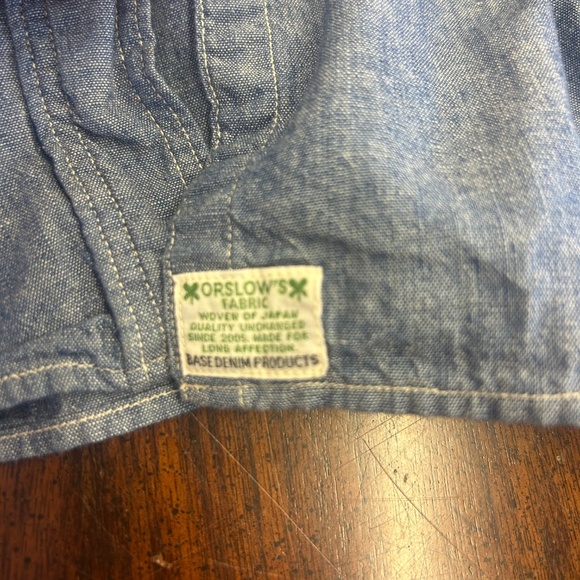 ORSLOW'S
FABRIC
WOVEN OF JAPAN
QUALITY UNCHANGED
SINCE 2005. MADE FOR
LONG AFFECTION.
BASE DENIM PRODUCTS